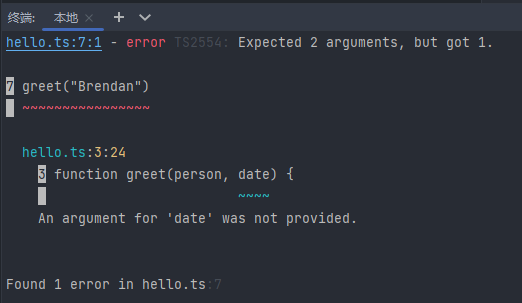 终端: 本地
hello.ts:7:1 - error TS2554: Expected 2 arguments, but got 1.
7 greet("Brendan")
~~~~~~~~~~~~~~~~
hello.ts:3:24
3 function greet(person, date) {
~~~~
An argument for 'date' was not provided.
Found 1 error in hello.ts:7